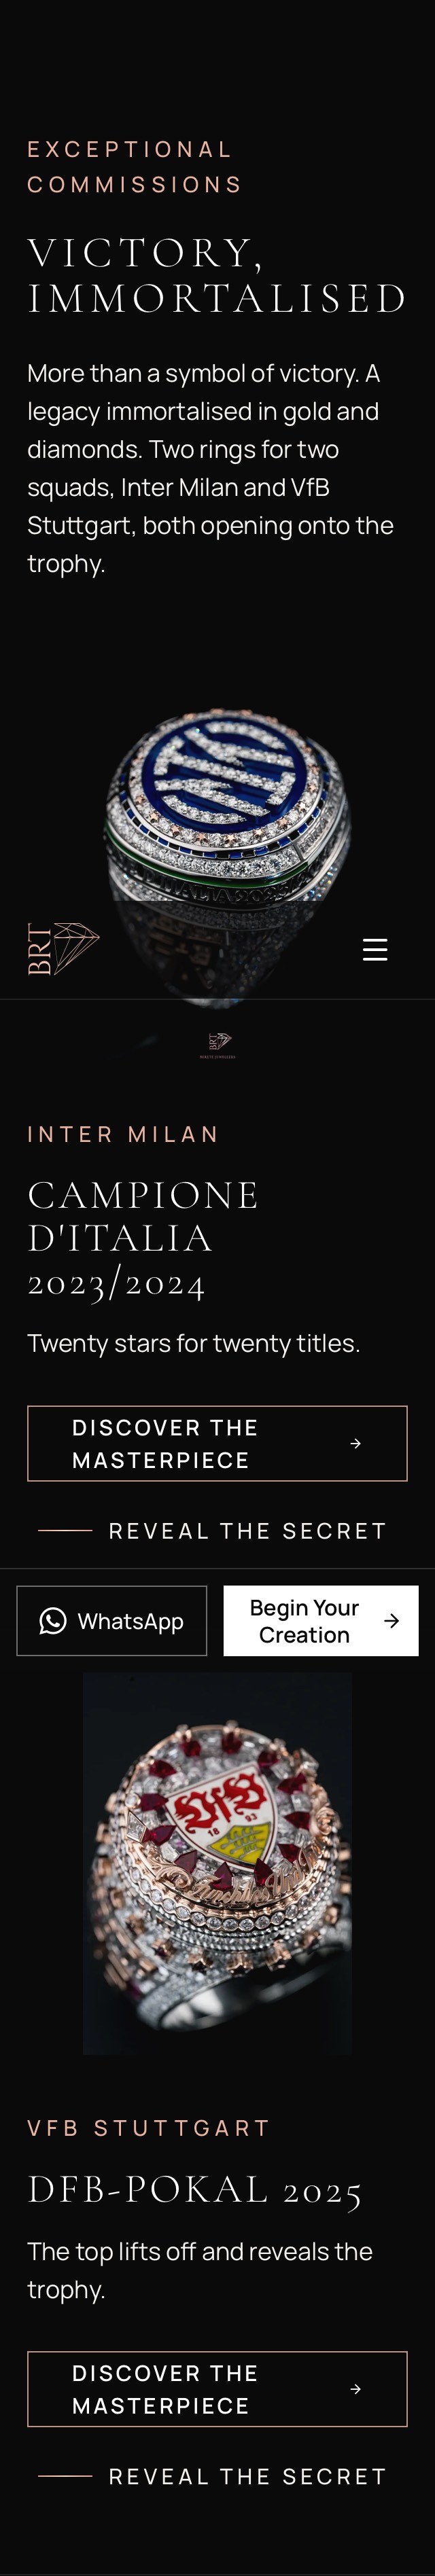 EXCEPTIONAL
COMMISSIONS
VICTORY,
IMMORTALISED
More than a symbol of victory. A
legacy immortalised in gold and
diamonds. Two rings for two
squads, Inter Milan and VfB
Stuttgart, both opening onto the
trophy.
BRT
BRT
INTER MILAN
CAMPIONE
D'ITALIA
2023/2024
Twenty stars for twenty titles.
DISCOVER THE
MASTERPIECE
REVEAL THE SECRET
WhatsApp
Begin Your
Creation
18 93
VFB STUTTGART
DFB-POKAL 2025
The top lifts off and reveals the
trophy.
DISCOVER THE
MASTERPIECE
REVEAL THE SECRET